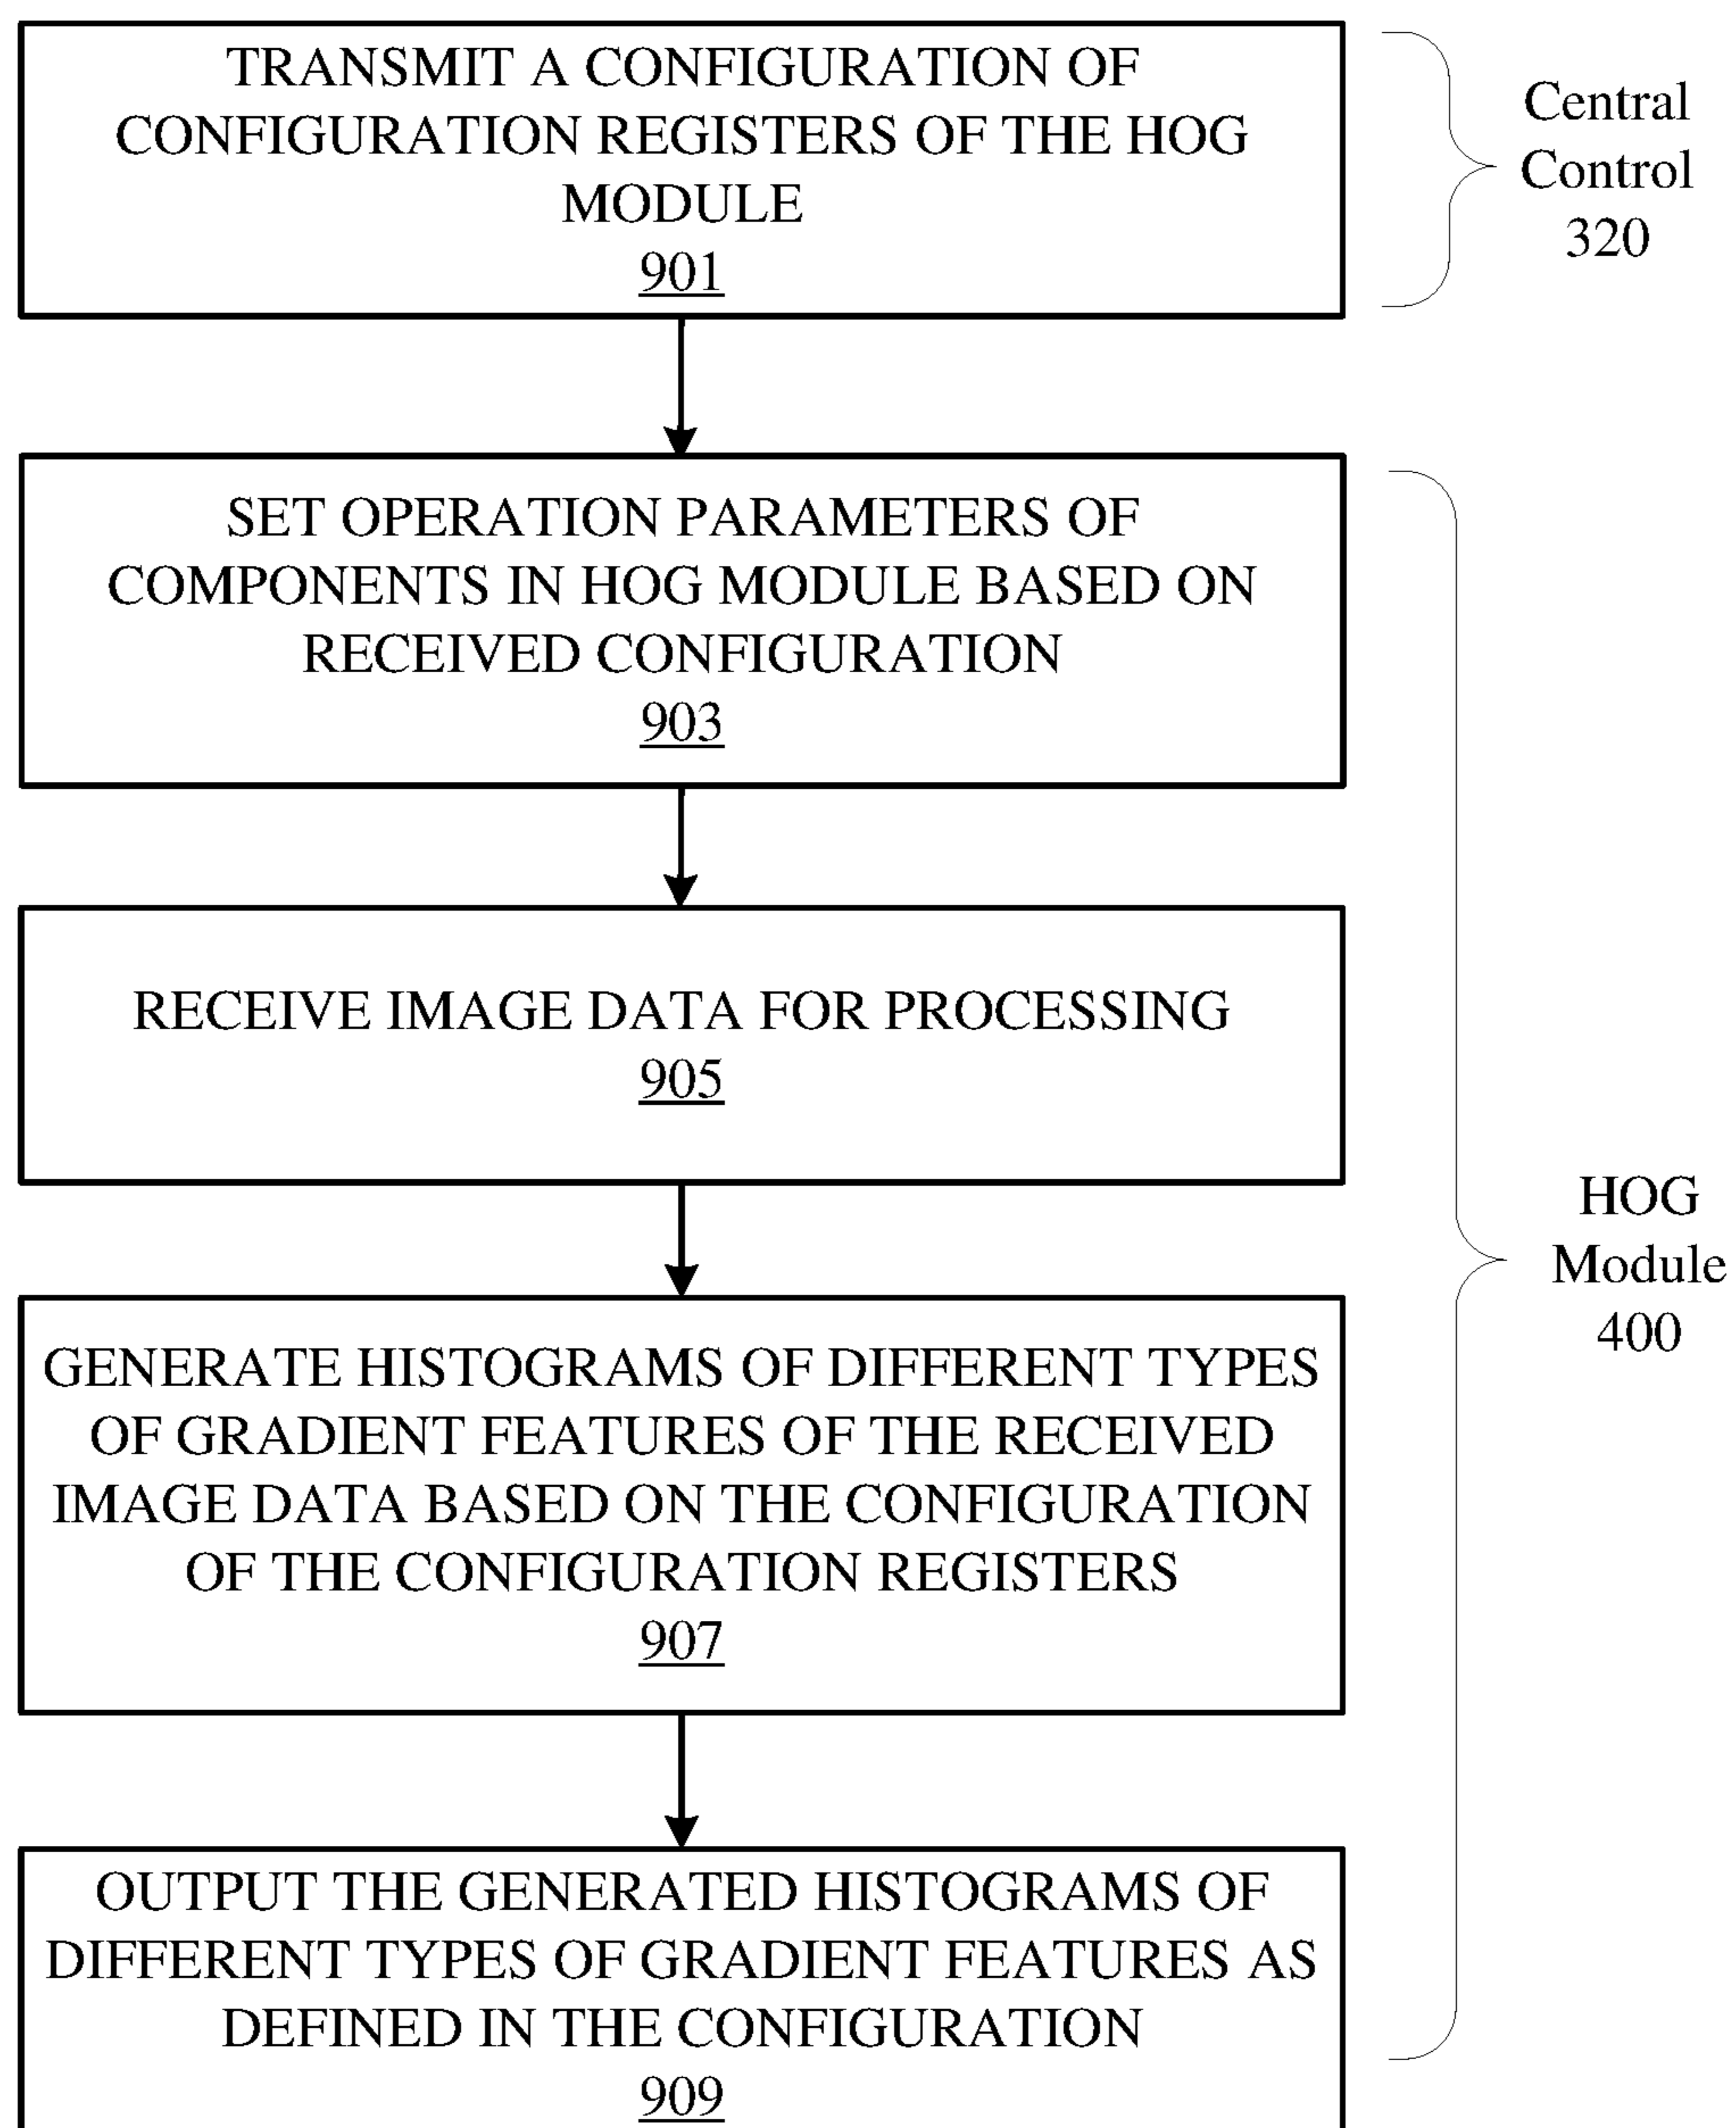 TRANSMIT A CONFIGURATION OF
CONFIGURATION REGISTERS OF THE HOG
MODULE
901
Central
Control
320
SET OPERATION PARAMETERS OF
COMPONENTS IN HOG MODULE BASED ON
RECEIVED CONFIGURATION
903
RECEIVE IMAGE DATA FOR PROCESSING
905
HOG
Module
400
GENERATE HISTOGRAMS OF DIFFERENT TYPES
OF GRADIENT FEATURES OF THE RECEIVED
IMAGE DATA BASED ON THE CONFIGURATION
OF THE CONFIGURATION REGISTERS
907
OUTPUT THE GENERATED HISTOGRAMS OF
DIFFERENT TYPES OF GRADIENT FEATURES AS
DEFINED IN THE CONFIGURATION
909